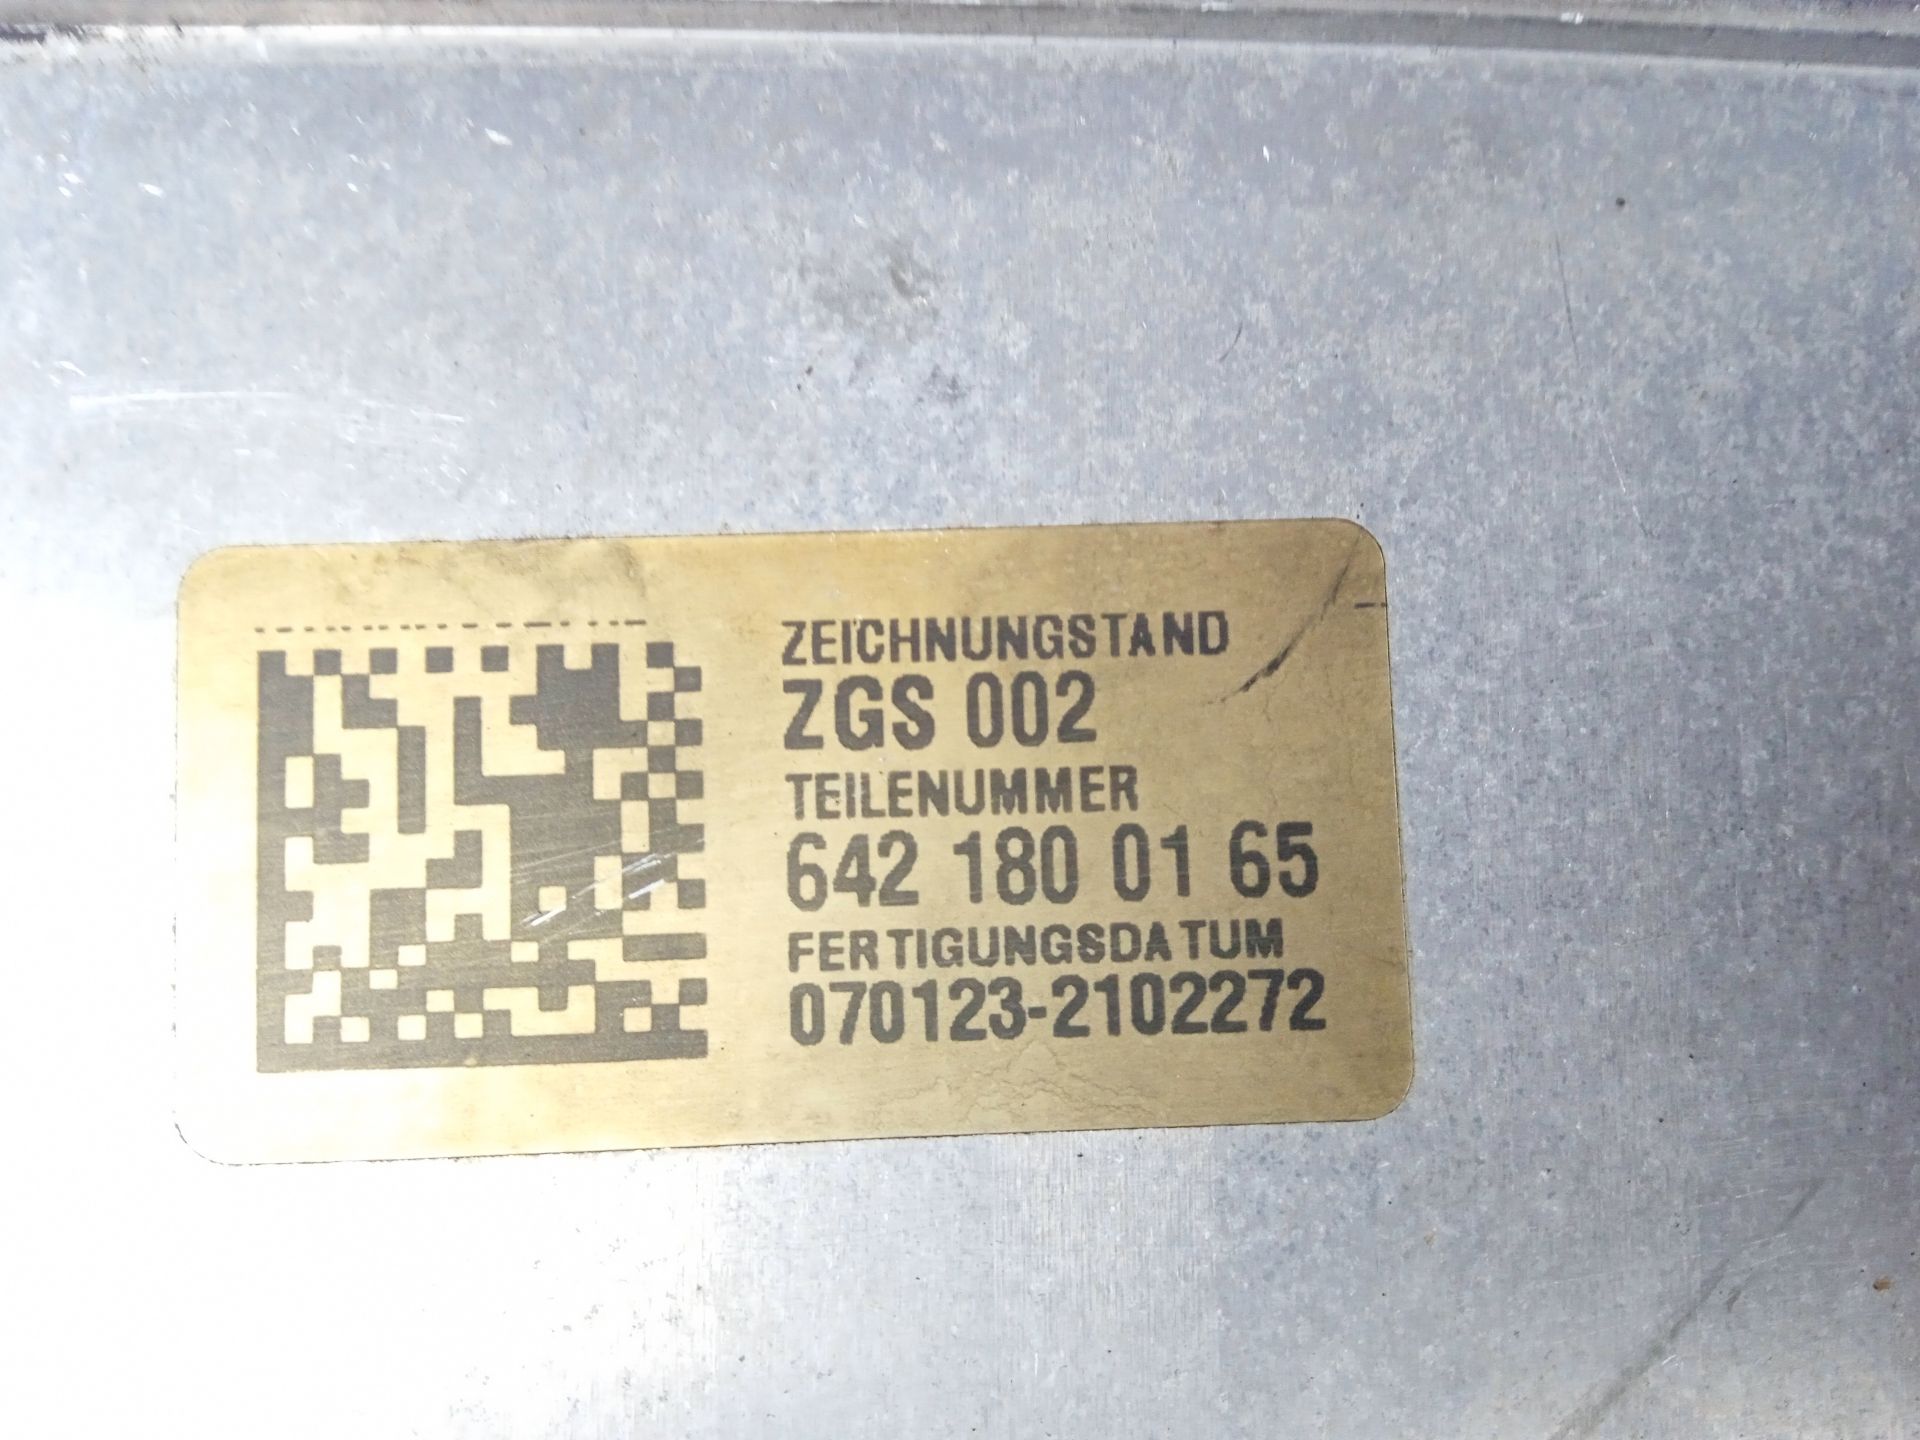 ZEICHNUNGSTAND
ZGS 002
TEILENUMMER
642 180 01 65
FERTIGUNGSDATUM
070123-2102272